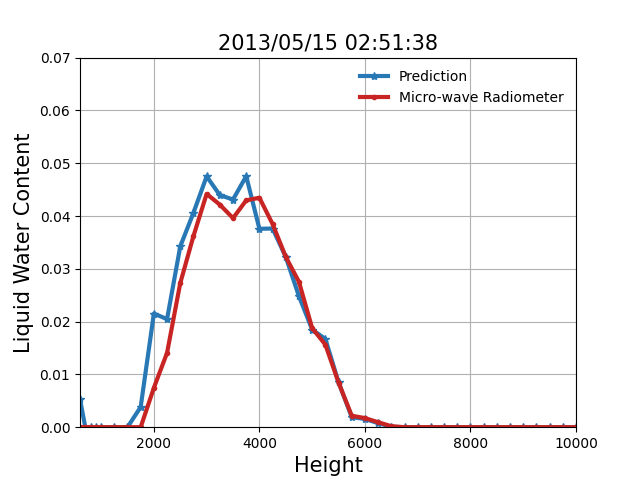 2013/05/15 02:51:38
0.07
0.06
0.05
0.04
0.03
0.02
0.01
0.00
Liquid Water Content
Prediction
Micro-wave Radiometer
2000 4000 6000 8000 10000
Height